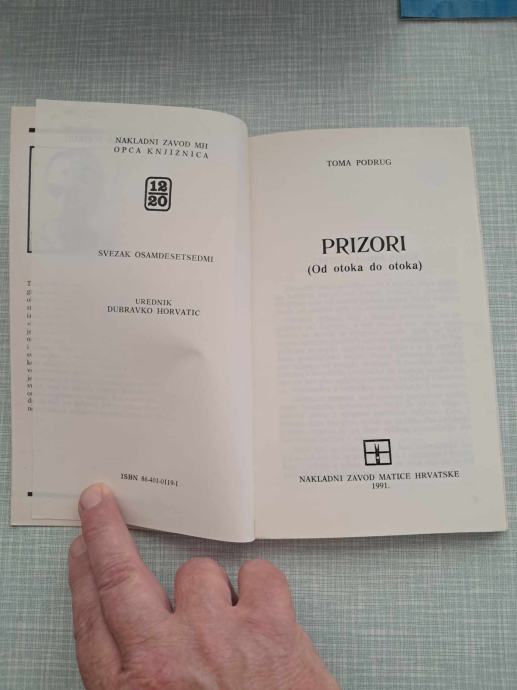 NAKLADNI ZAVOD MH
OPĆA KNJIŽNICA
12
20
SVEZAK OSAMDESETSEDMI
UREDNIK
DUBRAVKO HORVATIĆ
ISBN 86-401-0119-1
TOMA PODRUG
PRIZORI
(Od otoka do otoka)
NAKLADNI ZAVOD MATICE HRVATSKE
1991.